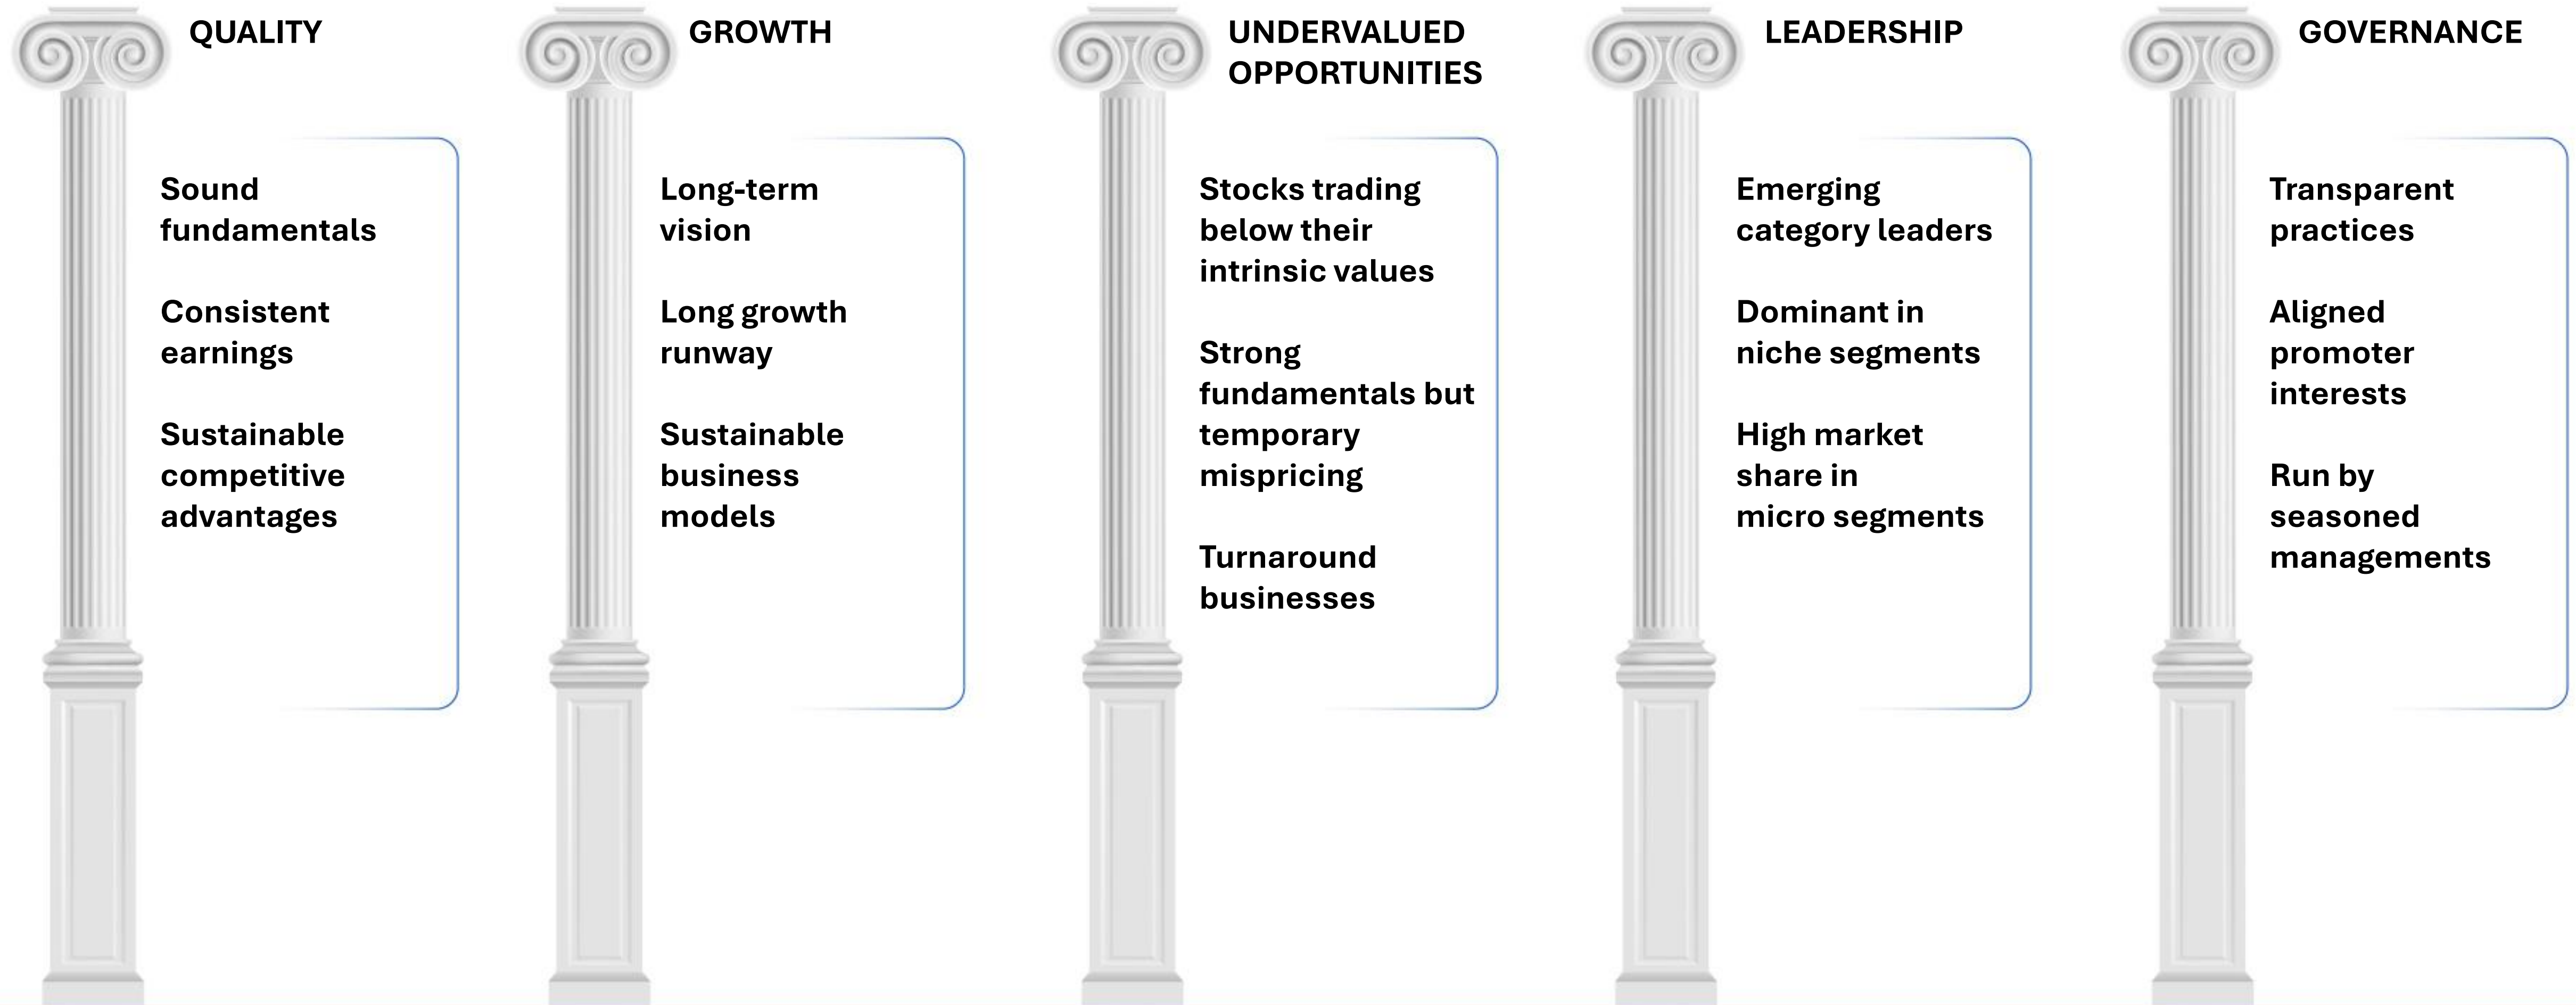 QUALITY
Sound
fundamentals
Consistent
earnings
Sustainable
competitive
advantages
GROWTH
Long-term
vision
Long growth
runway
Sustainable
business
models
UNDERVALUED
OPPORTUNITIES
Stocks trading
below their
intrinsic values
Strong
fundamentals but
temporary
mispricing
Turnaround
businesses
LEADERSHIP
Emerging
category leaders
Dominant in
niche segments
High market
share in
micro segments
GOVERNANCE
Transparent
practices
Aligned
promoter
interests
Run by
seasoned
managements